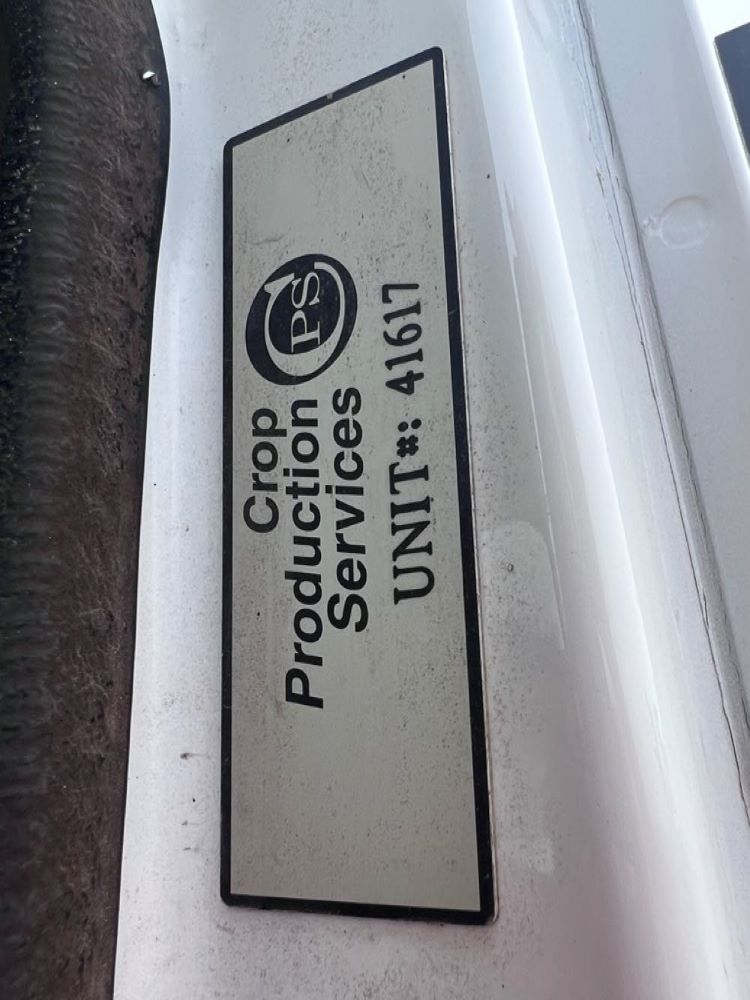 Crop
Production
Services
CPS
UNIT#: 41617